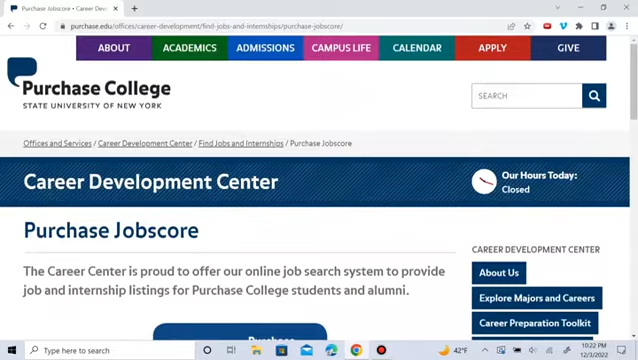 Purchase Jobscore • Career Dev
purchase.edu/offices/career-development/find-jobs-and-internships/purchase-jobscore/
ABOUT ACADEMICS ADMISSIONS CAMPUS LIFE CALENDAR APPLY GIVE
Purchase College
STATE UNIVERSITY OF NEW YORK
SEARCH
Offices and Services / Career Development Center / Find Jobs and Internships / Purchase Jobscore
Career Development Center
Our Hours Today:
Closed
Purchase Jobscore
The Career Center is proud to offer our online job search system to provide
job and internship listings for Purchase College students and alumni.
CAREER DEVELOPMENT CENTER
About Us
Explore Majors and Careers
Career Preparation Toolkit
Purchase
Type here to search
42°F
10:22 PM
12/3/2022